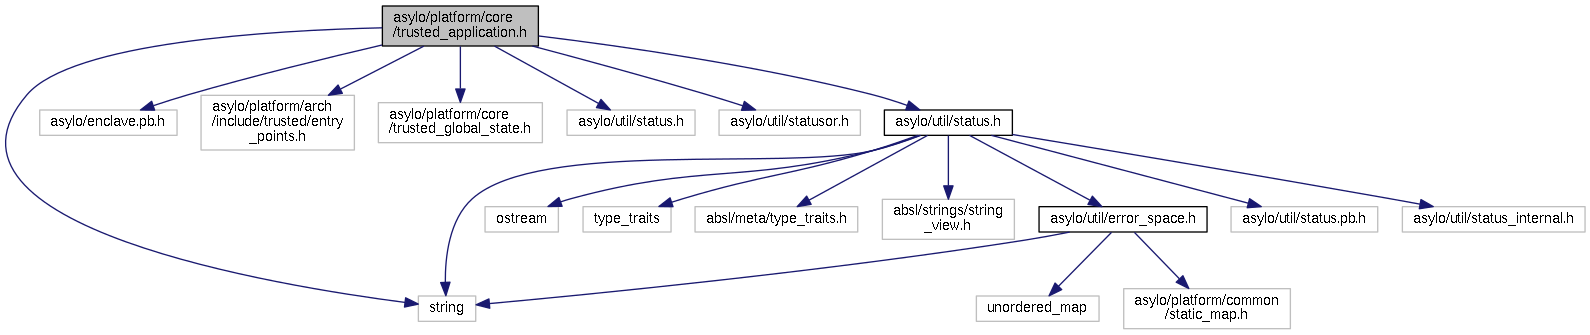 asylo/platform/core
/trusted_application.h
asylo/enclave.pb.h
asylo/platform/arch
/include/trusted/entry
_points.h
asylo/platform/core
/trusted_global_state.h
asylo/util/status.h
asylo/util/statusor.h
asylo/util/status.h
ostream
type_traits
absl/meta/type_traits.h
absl/strings/string
_view.h
asylo/util/error_space.h
asylo/util/status.pb.h
asylo/util/status_internal.h
string
unordered_map
asylo/platform/common
/static_map.h